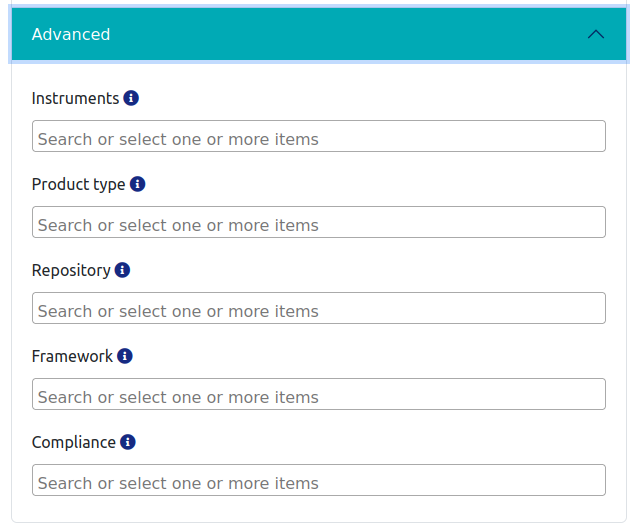 Advanced
Instruments
Search or select one or more items
Product type
Search or select one or more items
Repository
Search or select one or more items
Framework
Search or select one or more items
Compliance
Search or select one or more items